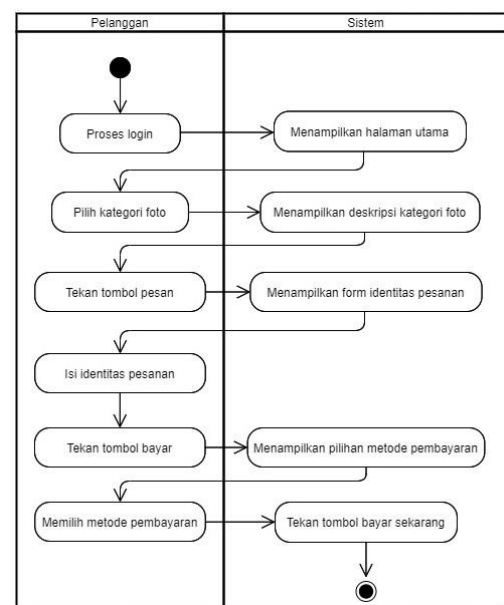 Pelanggan
Sistem
Proses login
Menampilkan halaman utama
Pilih kategori foto
Menampilkan deskripsi kategori foto
Tekan tombol pesan
Menampilkan form identitas pesanan
Isi identitas pesanan
Tekan tombol bayar
Menampilkan pilihan metode pembayaran
Memilih metode pembayaran
Tekan tombol bayar sekarang